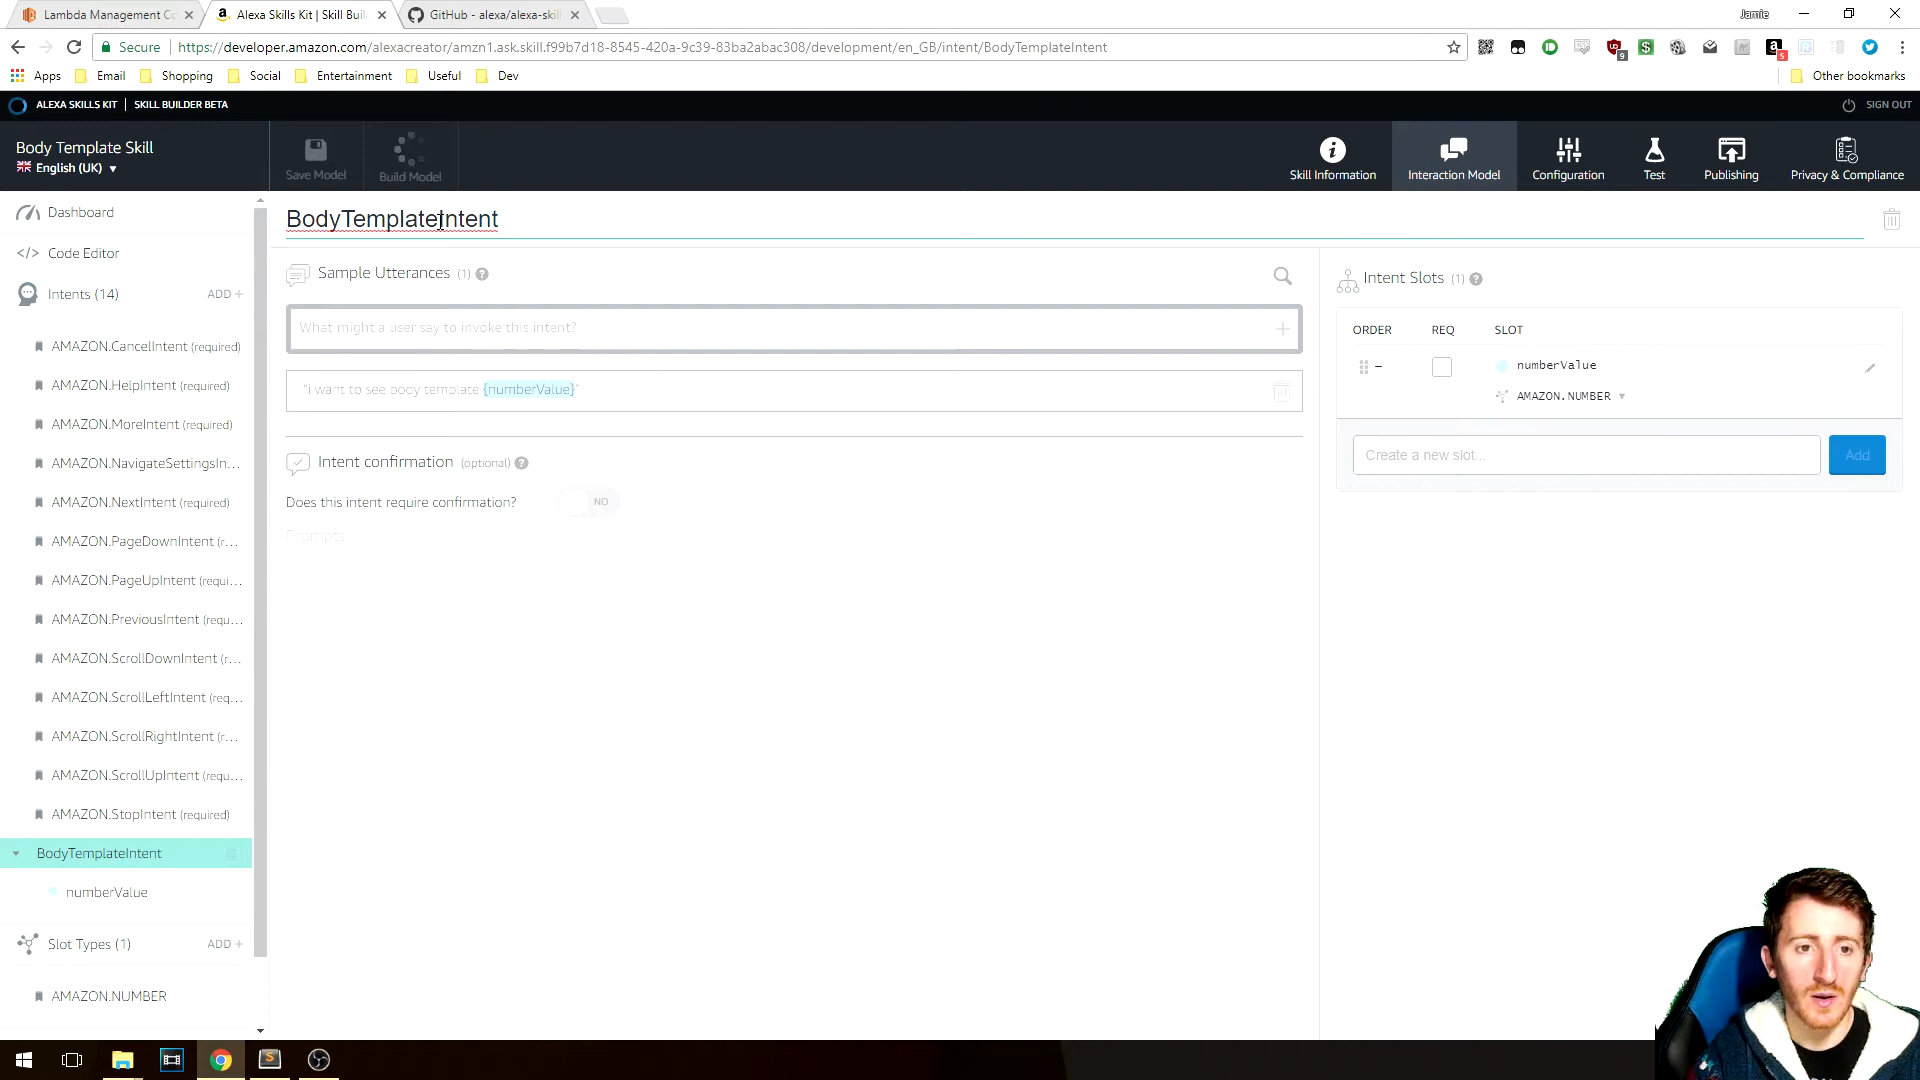 Lambda Management Co
Alexa Skills Kit | Skill Buil
GitHub - alexa/alexa-skil
Jamie
Secure
https://developer.amazon.com/alexacreator/amzn1.ask.skill.f99b7d18-8545-420a-9c39-83ba2abac308/development/en_GB/intent/BodyTemplateIntent
9
5
Apps
Email
Shopping
Social
Entertainment
Useful
Dev
Other bookmarks
ALEXA SKILLS KIT | SKILL BUILDER BETA
SIGN OUT
Body Template Skill
English (UK)
Save Model
Build Model
Skill Information
Interaction Model
Configuration
Test
Publishing
Privacy & Compliance
Dashboard
Code Editor
Intents (14)
ADD +
AMAZON.CancelIntent (required)
AMAZON.HelpIntent (required)
AMAZON.MoreIntent (required)
AMAZON.NavigateSettingsIn...
AMAZON.NextIntent (required)
AMAZON.PageDownIntent (r...
AMAZON.PageUpIntent (requi...
AMAZON.PreviousIntent (requ...
AMAZON.ScrollDownIntent (r...
AMAZON.ScrollLeftIntent (req...
AMAZON.ScrollRightIntent (r...
AMAZON.ScrollUpIntent (requ...
AMAZON.StopIntent (required)
BodyTemplateIntent
numberValue
Slot Types (1)
ADD +
AMAZON.NUMBER
BodyTemplateIntent
Sample Utterances (1) ?
What might a user say to invoke this intent?
"i want to see body template {numberValue}"
Intent confirmation (optional) ?
Does this intent require confirmation?
NO
Prompts
Intent Slots (1) ?
ORDER
REQ
SLOT
numberValue
AMAZON.NUMBER
Create a new slot...
Add